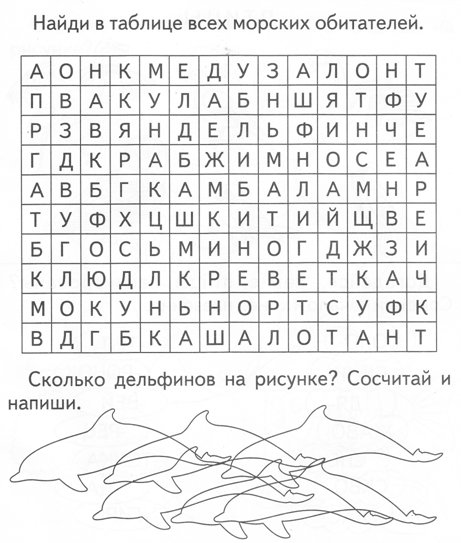 Найди в таблице всех морских обитателей.
А О Н К М Е Д У З А Л О Н Т
П В А К У Л А Б Н Ш Я Т Ф У
Р З В Я Н Д Е Л Ь Ф И Н Ч Е
Г Д К Р А Б Ж И М Н О С Е А
А В Б Г К А М Б А Л А М Н Р
Т У Ф Х Ц Ш К И Т И Й Щ В Е
Б Г О С Ь М И Н О Г Д Ж З И
К Л Ю Д Л К Р Е В Е Т К А Ч
М О К У Н Ь Н О Р Т С У Ф К
В Д Г Б К А Ш А Л О Т А Н Т
Сколько дельфинов на рисунке? Сосчитай и
напиши.